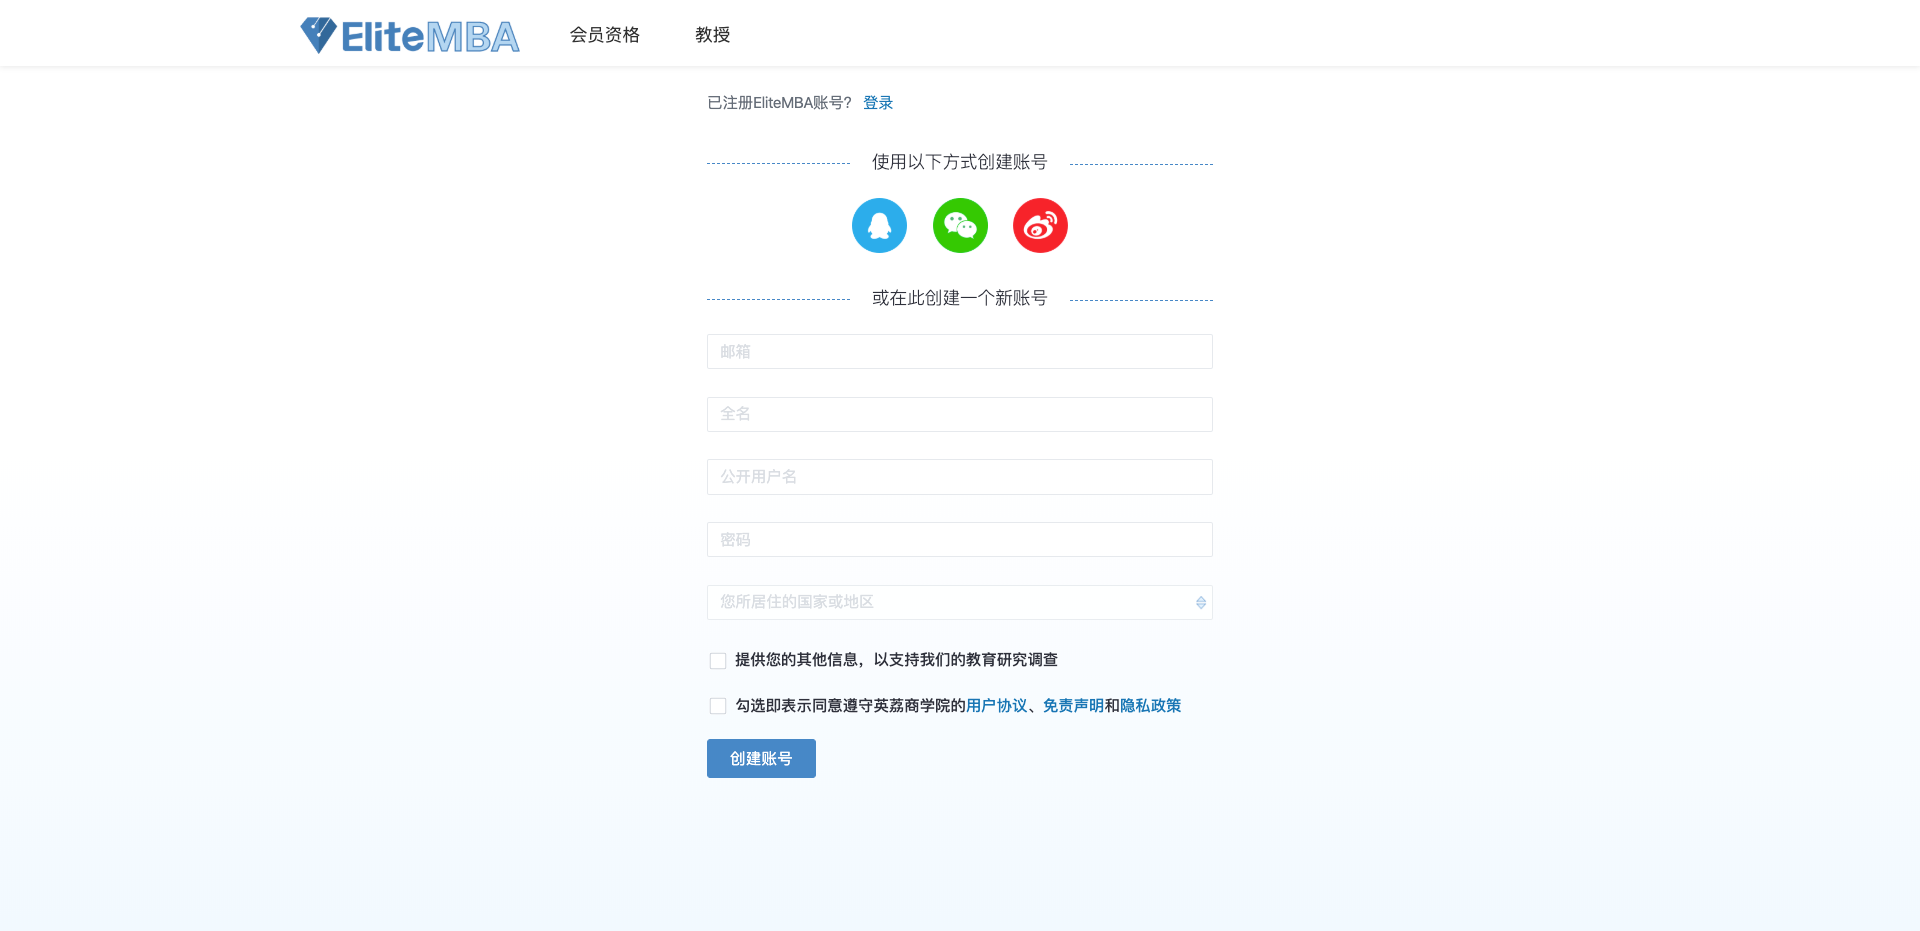 EliteMBA 会员资格 教授
已注册EliteMBA账号? 登录
使用以下方式创建账号
或在此创建一个新账号
邮箱
全名
公开用户名
密码
您所居住的国家或地区
提供您的其他信息，以支持我们的教育研究调查
勾选即表示同意遵守英荔商学院的用户协议、免责声明和隐私政策
创建账号